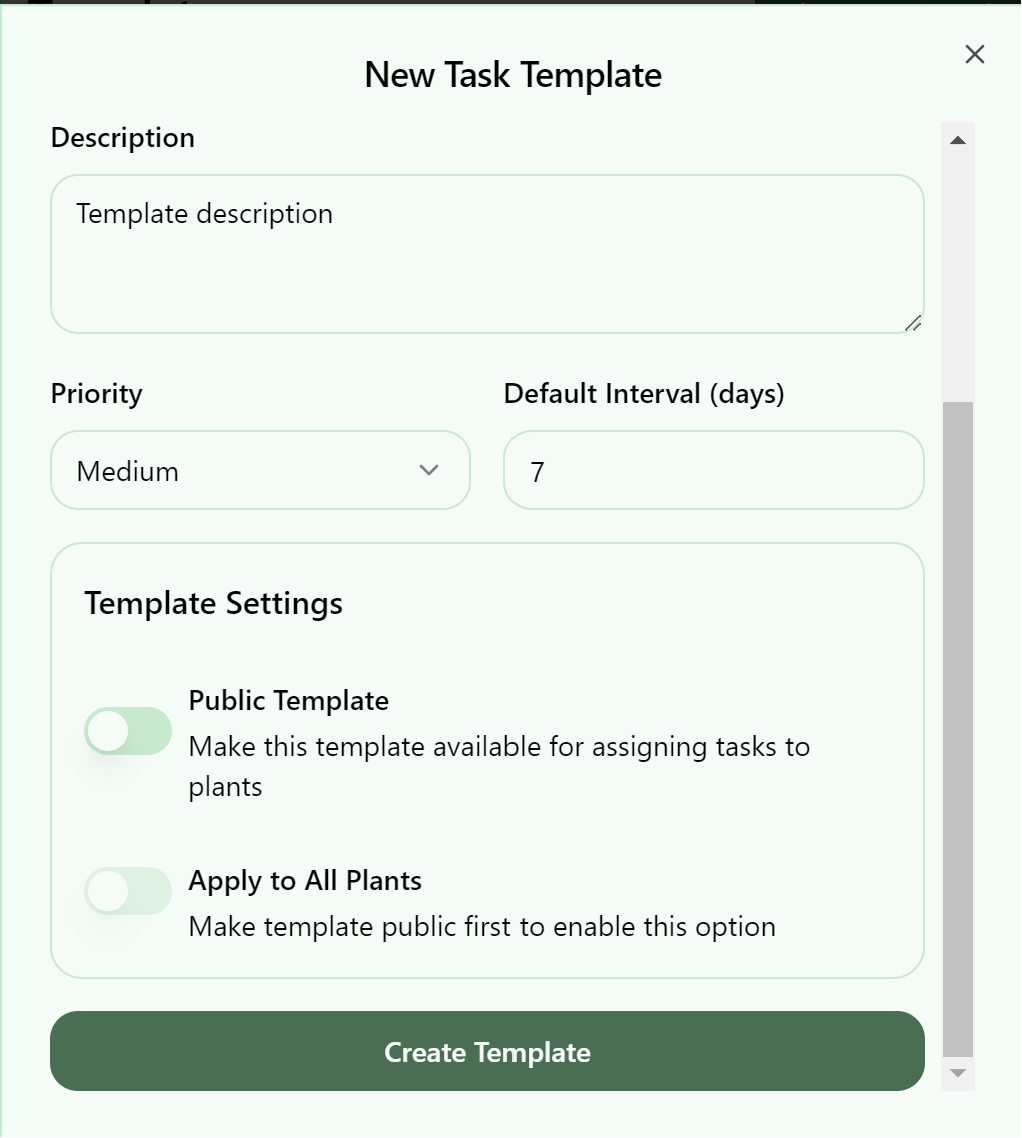 New Task Template
Description
Template description
Priority
Default Interval (days)
Medium
7
Template Settings
Public Template
Make this template available for assigning tasks to
plants
Apply to All Plants
Make template public first to enable this option
Create Template